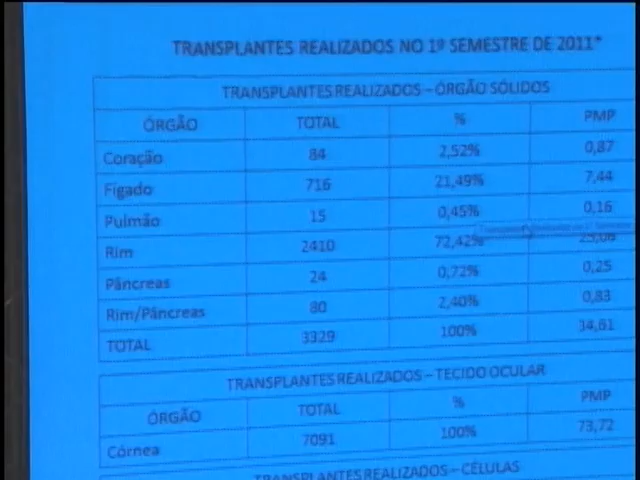 TRANSPLANTES REALIZADOS NO 1º SEMESTRE DE 2011*
TRANSPLANTES REALIZADOS – ÓRGÃO SÓLIDOS
ÓRGÃO TOTAL % PMP
Coração 84 2,52% 0,87
Fígado 716 21,49% 7,44
Pulmão 15 0,45% 0,16
Rim 2410 72,42%
Pâncreas 24 0,72% 0,25
Rim/Pâncreas 80 2,40% 0,83
TOTAL 3329 100% 34,61
TRANSPLANTES REALIZADOS – TECIDO OCULAR
ÓRGÃO TOTAL % PMP
Córnea 7091 100% 73,72
TRANSPLANTES REALIZADOS – CÉLULAS